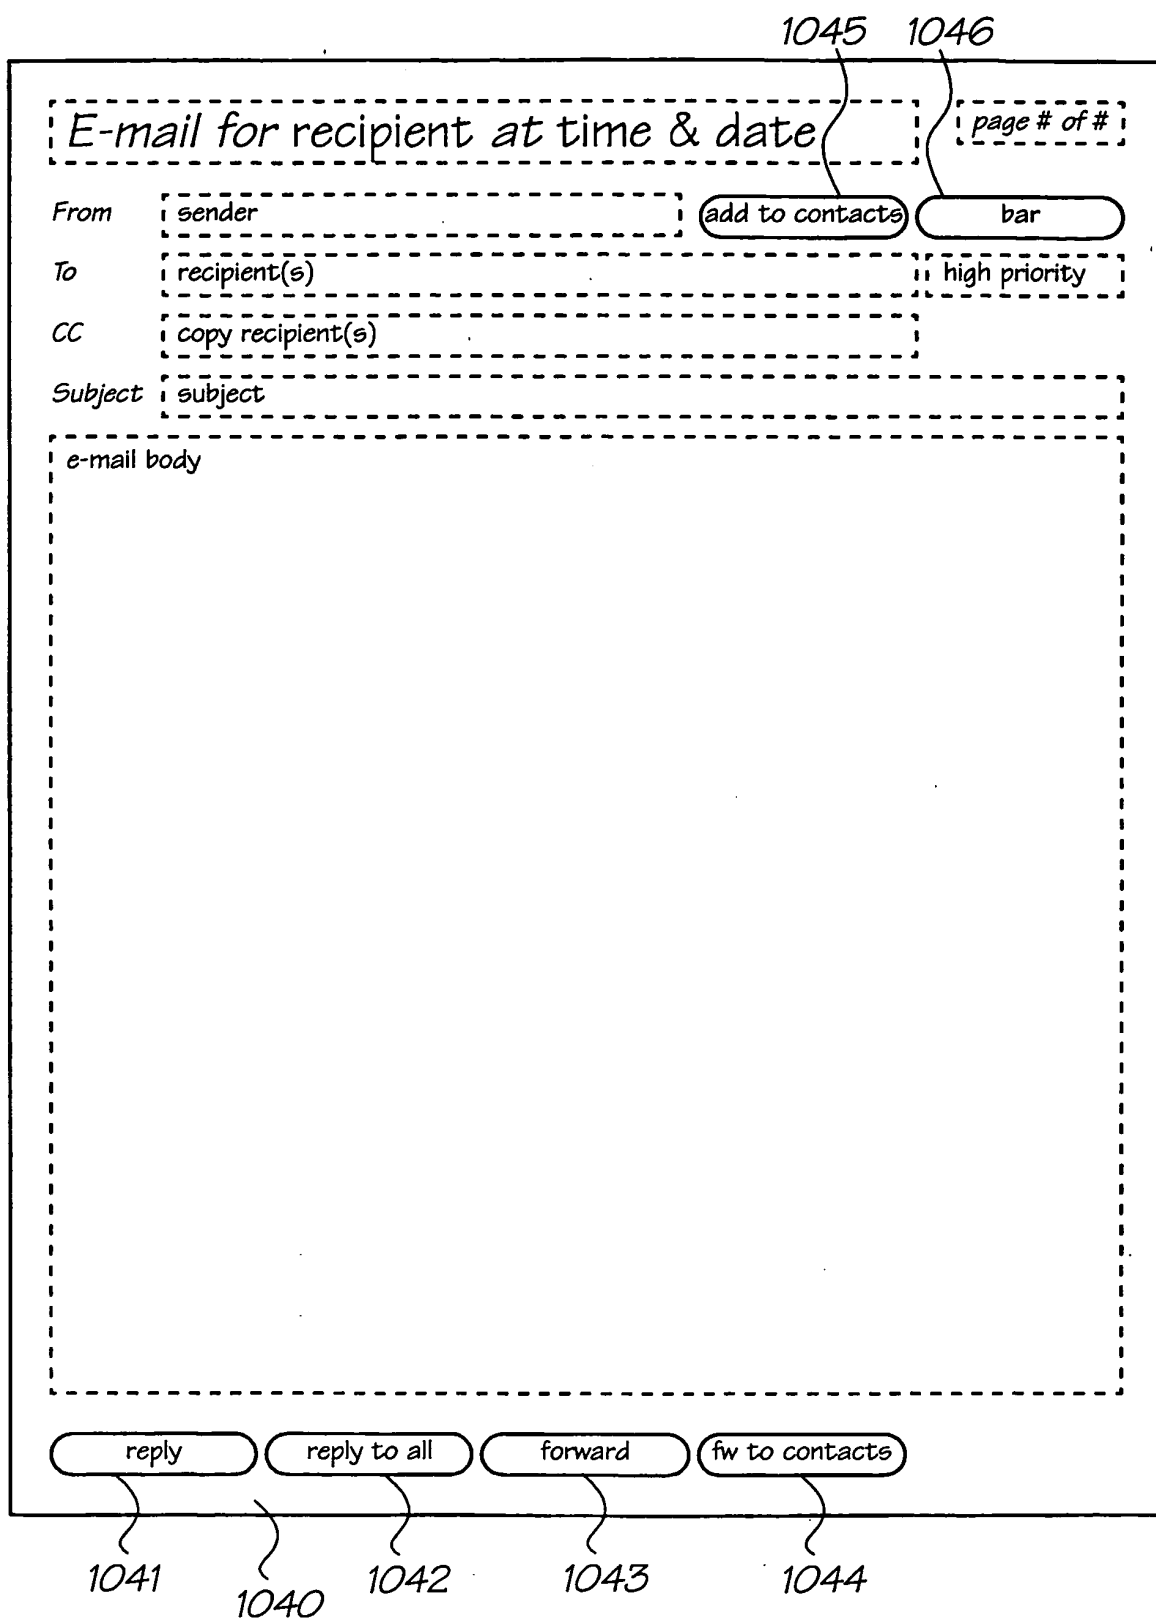 1045 1046
E-mail for recipient at time & date page # of #
From sender add to contacts bar
To recipient(s) high priority
CC copy recipient(s)
Subject subject
e-mail body
reply reply to all forward fw to contacts
1041 1040 1042 1043 1044